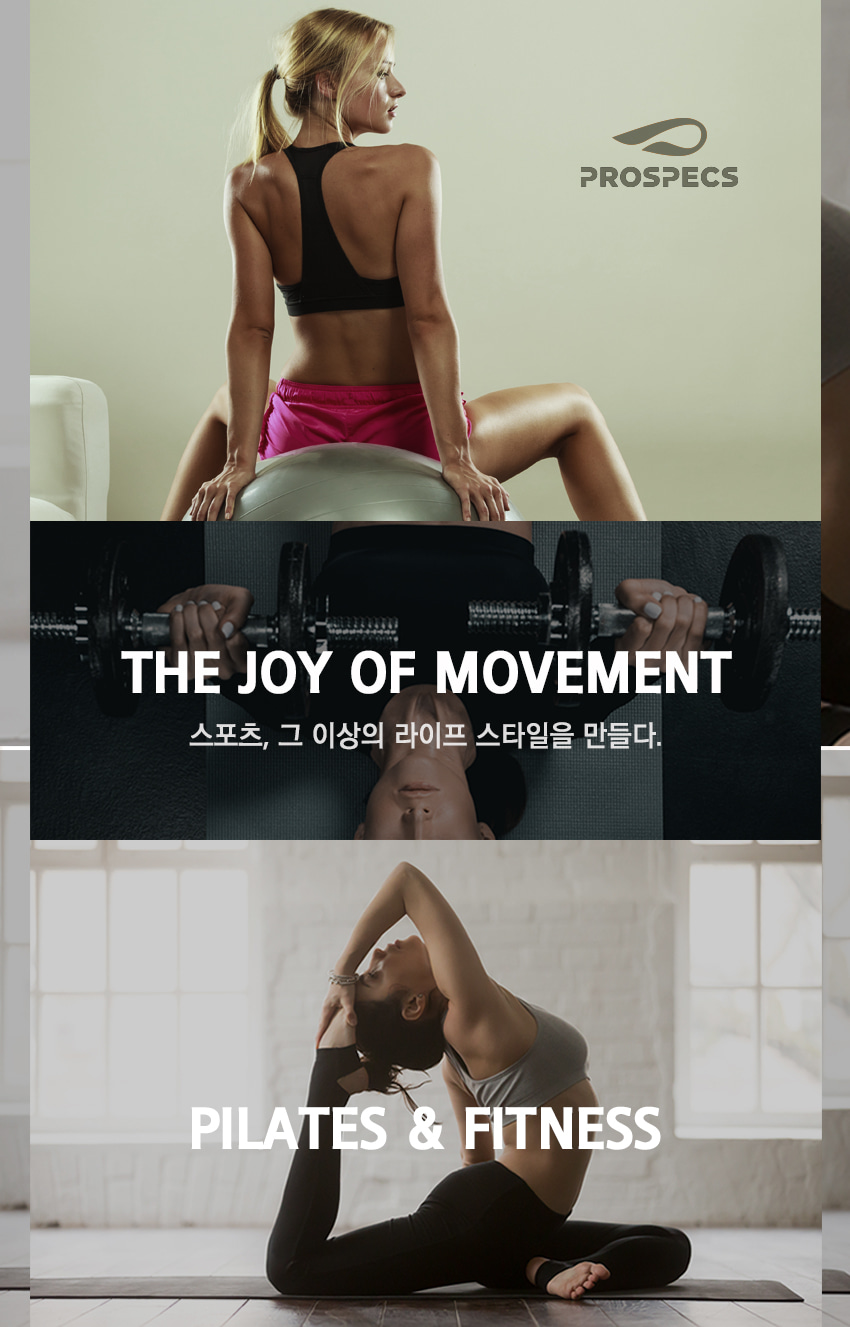 PROSPECS
THE JOY OF MOVEMENT
스포츠, 그 이상의 라이프 스타일을 만들다.
PILATES & FITNESS